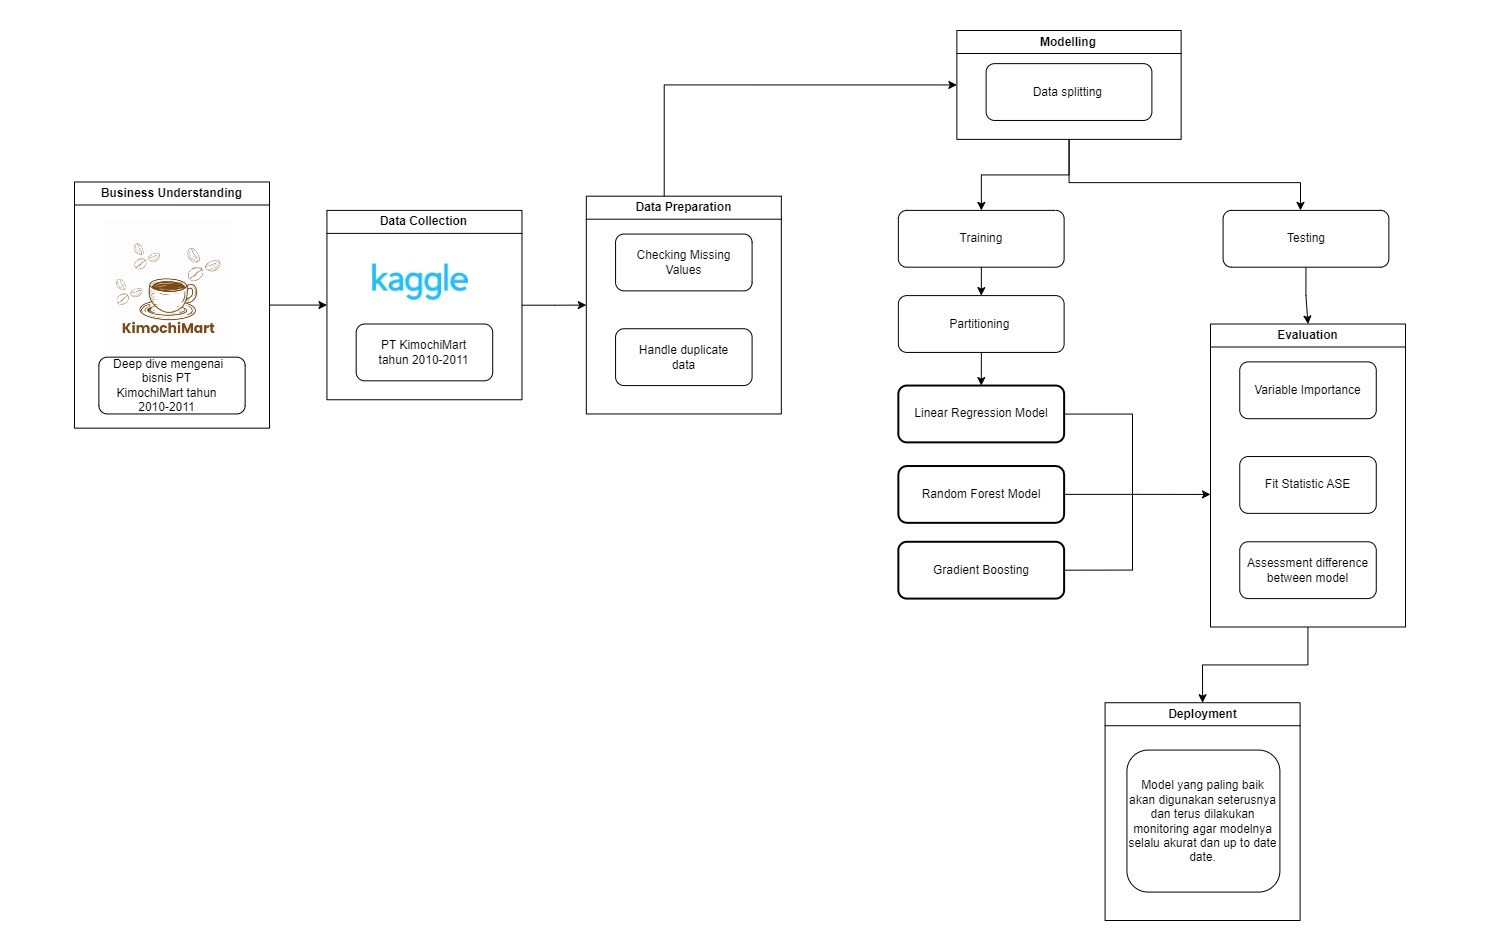 Business Understanding
KimochiMart
Deep dive mengenai
bisnis PT
KimochiMart tahun
2010-2011
Data Collection
kaggle
PT KimochiMart
tahun 2010-2011
Data Preparation
Checking Missing
Values
Handle duplicate
data
Modelling
Data splitting
Training
Partitioning
Linear Regression Model
Random Forest Model
Gradient Boosting
Testing
Evaluation
Variable Importance
Fit Statistic ASE
Assessment difference
between model
Deployment
Model yang paling baik
akan digunakan seterusnya
dan terus dilakukan
monitoring agar modelnya
selalu akurat dan up to date
date.